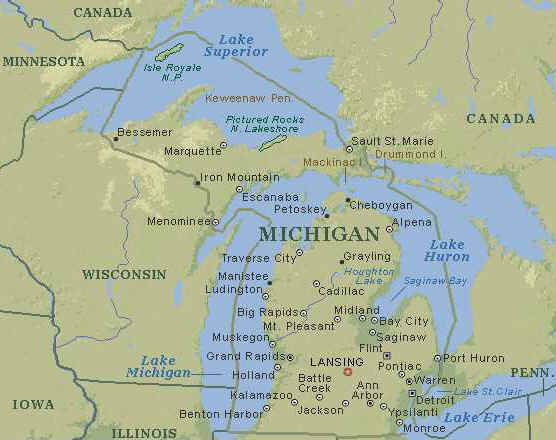 CANADA
MINNESOTA
Lake
Superior
Isle Royale
N.P.
Keweenaw Pen.
Pictured Rocks
N. Lakeshore
CANADA
Bessemer
Marquette
Sault St. Marie
Mackinac I.
Drummond I.
Iron Mountain
Escanaba
Petoskey
Cheboygan
Menominee
Alpena
MICHIGAN
Lake
Huron
Traverse City
Grayling
WISCONSIN
Manistee
Houghton
Lake
Saginaw Bay
Ludington
Cadillac
Big Rapids
Midland
Bay City
Mt. Pleasant
Saginaw
Muskegon
Flint
Grand Rapids
LANSING
Port Huron
Lake
Michigan
Holland
Pontiac
PENN.
Battle
Creek
Ann
Arbor
Warren
Lake St. Clair
Kalamazoo
Detroit
IOWA
Benton Harbor
Jackson
Ypsilanti
Lake Erie
Monroe
ILLINOIS